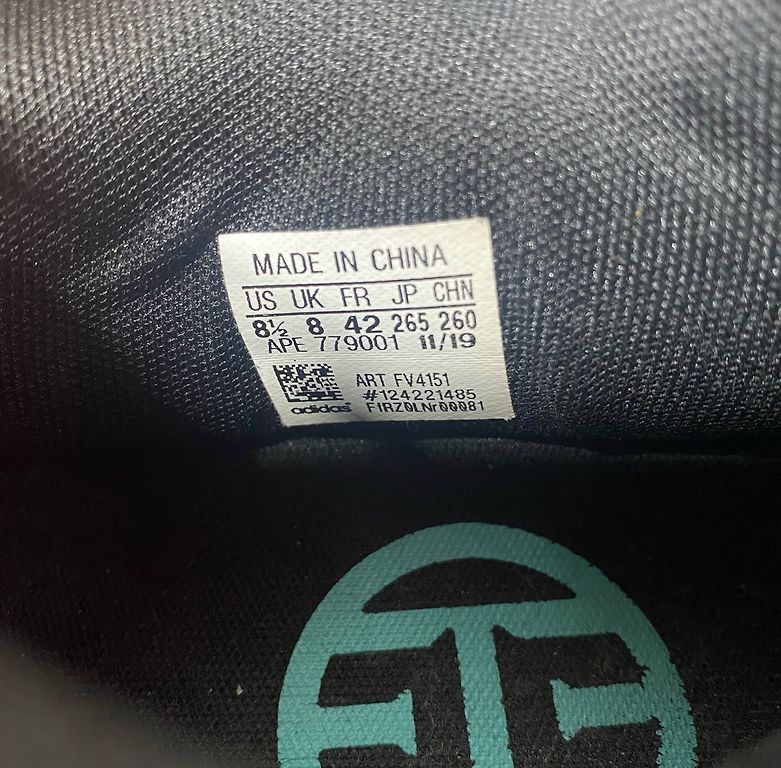 MADE IN CHINA
US UK FR JP CHN
8½ 8 42 265 260
APE 779001 11/19
ART FV4151
#124221485
adidas F1RZ0LNr00081